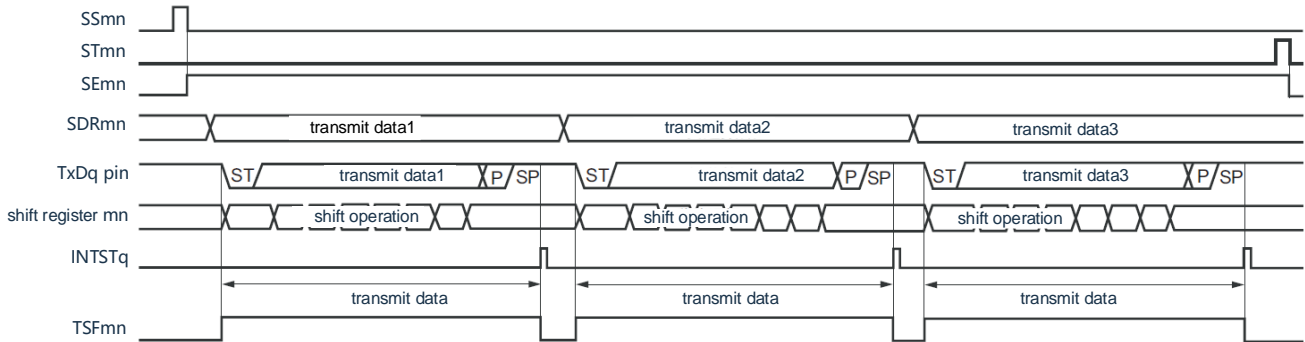 SSmn
STmn
SEmn
SDRmn transmit data1 transmit data2 transmit data3
TxDq pin ST transmit data1 P SP ST transmit data2 P SP ST transmit data3 P SP
shift register mn shift operation shift operation shift operation
INTSTq
transmit data transmit data transmit data
TSFmn